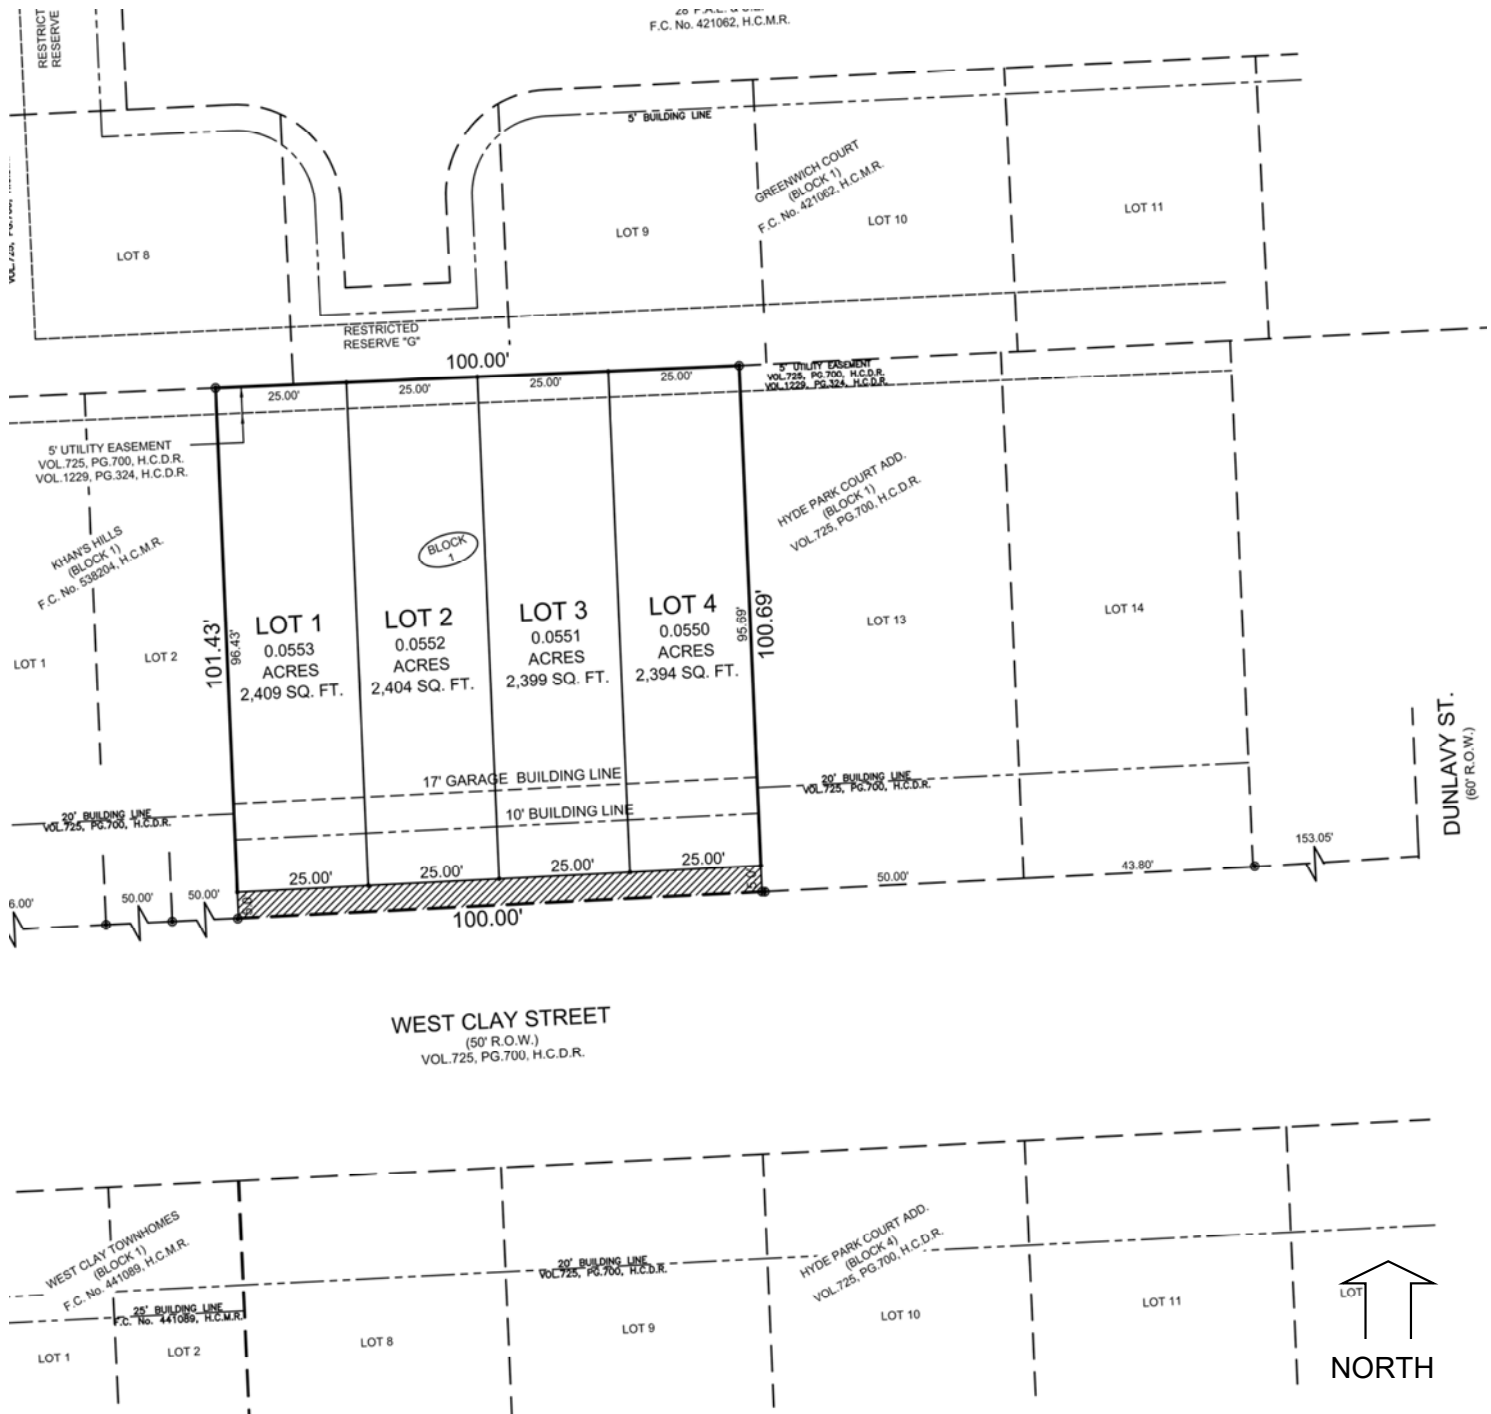 RESTRICT
RESERVE
F.C. No. 421062, H.C.M.R.
5' BUILDING LINE
GREENWICH COURT
(BLOCK 1)
F.C. No. 421062, H.C.M.R.
LOT 8
LOT 9
LOT 10
LOT 11
RESTRICTED
RESERVE "G"
100.00'
25.00'
25.00'
25.00'
25.00'
5' UTILITY EASEMENT
VOL.725, PG.700, H.C.D.R.
VOL.1229, PG.324, H.C.D.R.
5' UTILITY EASEMENT
VOL.725, PG.700, H.C.D.R.
VOL.1229, PG.324, H.C.D.R.
KHAN'S HILLS
(BLOCK 1)
F.C. No. 538204, H.C.M.R.
HYDE PARK COURT ADD.
(BLOCK 1)
VOL.725, PG.700, H.C.D.R.
BLOCK
1
LOT 1
LOT 2
101.43'
96.43'
LOT 1
0.0553
ACRES
2,409 SQ. FT.
LOT 2
0.0552
ACRES
2,404 SQ. FT.
LOT 3
0.0551
ACRES
2,399 SQ. FT.
LOT 4
0.0550
ACRES
2,394 SQ. FT.
95.69'
100.69'
LOT 13
LOT 14
DUNLAVY ST.
(60' R.O.W.)
17' GARAGE BUILDING LINE
10' BUILDING LINE
20' BUILDING LINE
VOL.725, PG.700, H.C.D.R.
20' BUILDING LINE
VOL.725, PG.700, H.C.D.R.
25.00'
25.00'
25.00'
25.00'
5.0'
5.0'
6.00'
50.00'
50.00'
100.00'
50.00'
43.80'
153.05'
WEST CLAY STREET
(50' R.O.W.)
VOL.725, PG.700, H.C.D.R.
WEST CLAY TOWNHOMES
(BLOCK 1)
F.C. No. 441089, H.C.M.R.
25' BUILDING LINE
F.C. No. 441089, H.C.M.R.
20' BUILDING LINE
VOL.725, PG.700, H.C.D.R.
HYDE PARK COURT ADD.
(BLOCK 4)
VOL.725, PG.700, H.C.D.R.
LOT 1
LOT 2
LOT 8
LOT 9
LOT 10
LOT 11
LOT
NORTH